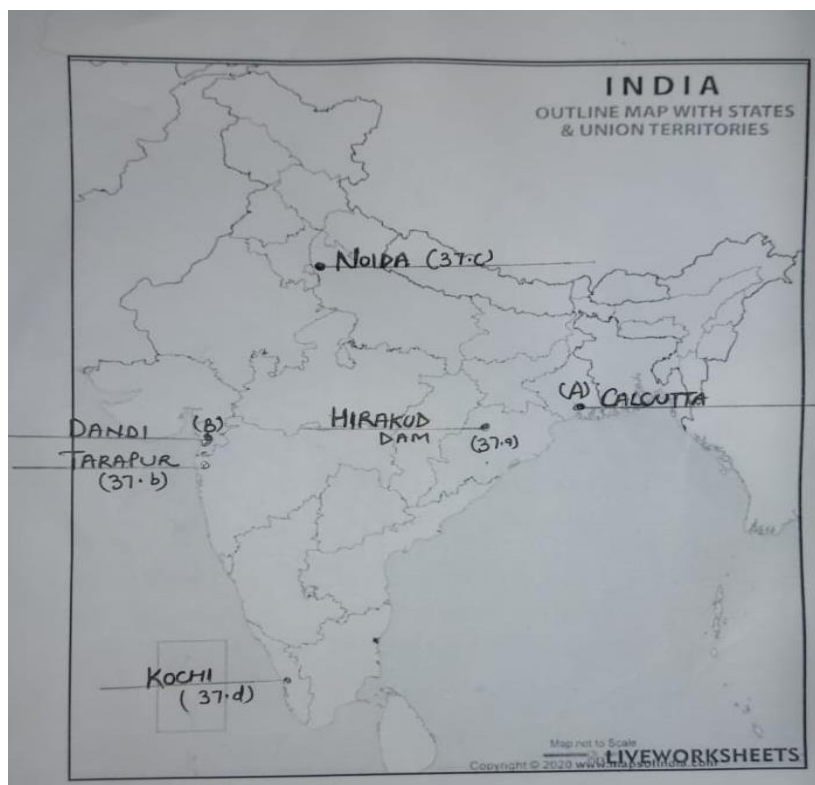 INDIA
OUTLINE MAP WITH STATES
& UNION TERRITORIES
NOIDA (37.c)
(A) CALCUTTA
DANDI (B)
HIRAKUD
DAM (37.a)
TARAPUR
(37.b)
KOCHI
(37.d)
Map not to Scale
LIVEWORKSHEETS
Copyright © 2020 www.mapsofindia.com